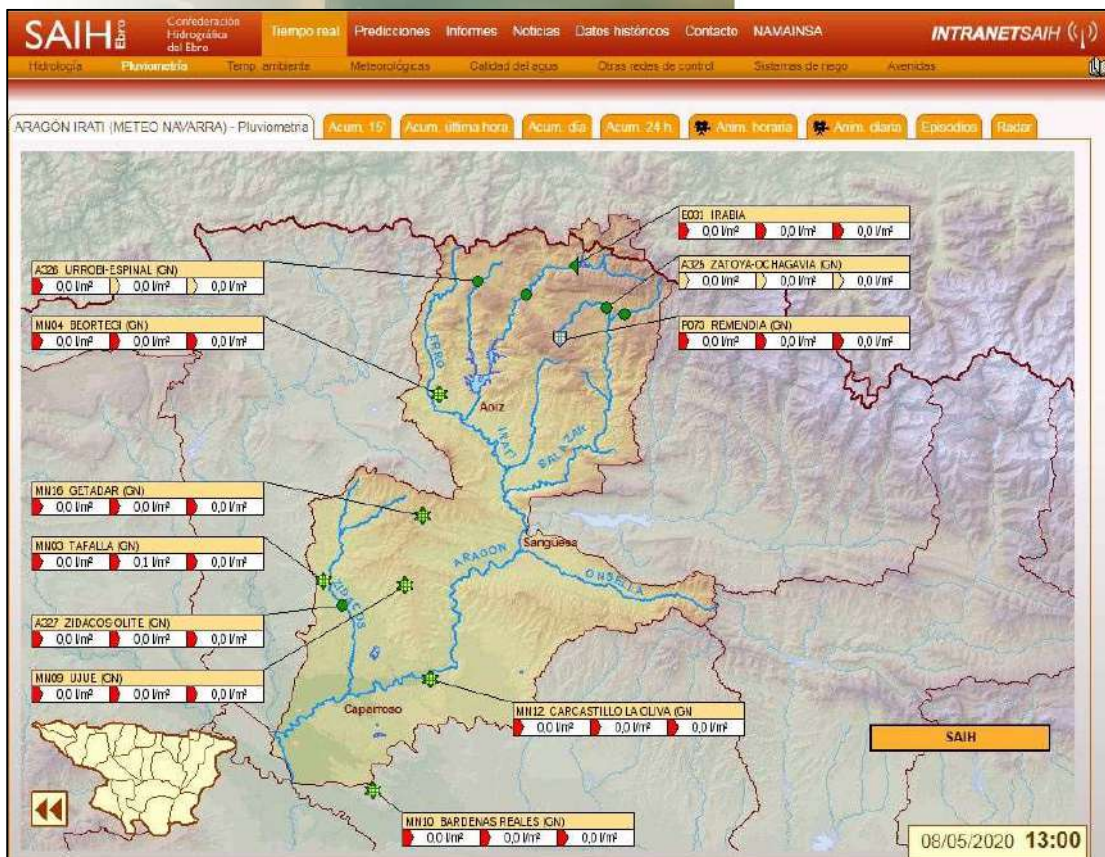 SAIH Ebro
Confederación
Hidrográfica
del Ebro
Tiempo real Predicciones Informes Noticias Datos históricos Contacto NAVAINSA
INTRANETSAIH
Hidrología Pluviometría Temp. ambiente Meteorológicas Calidad del agua Otras redes de control Sistemas de riego Avenidas
ARAGÓN IRATI (METEO NAVARRA) - Pluviometría Acum. 15' Acum. última hora Acum. día Acum. 24 h. Anim. horaria Anim. diaria Episodios Radar
E001 IRABIA
0,0 l/m² 0,0 l/m² 0,0 l/m²
A326 URROBI-ESPINAL (GN)
0,0 l/m² 0,0 l/m² 0,0 l/m²
A325 ZATOYA-OCHAGAVIA (GN)
0,0 l/m² 0,0 l/m² 0,0 l/m²
MN04 BEORTEGI (GN)
0,0 l/m² 0,0 l/m² 0,0 l/m²
P073 REMENDIA (GN)
0,0 l/m² 0,0 l/m² 0,0 l/m²
ERRO
Aoiz
IRATI
SALAZAR
MN16 GETADAR (GN)
0,0 l/m² 0,0 l/m² 0,0 l/m²
MN03 TAFALLA (GN)
0,0 l/m² 0,1 l/m² 0,0 l/m²
ARAGON
Sangüesa
ONSELLA
ZIDACOS
A327 ZIDACOS OLITE (GN)
0,0 l/m² 0,0 l/m² 0,0 l/m²
MN09 UJUE (GN)
0,0 l/m² 0,0 l/m² 0,0 l/m²
Caparroso
MN12 CARCASTILLO LA OLIVA (GN
0,0 l/m² 0,0 l/m² 0,0 l/m²
SAIH
MN10 BARDENAS REALES (GN)
0,0 l/m² 0,0 l/m² 0,0 l/m²
08/05/2020 13:00